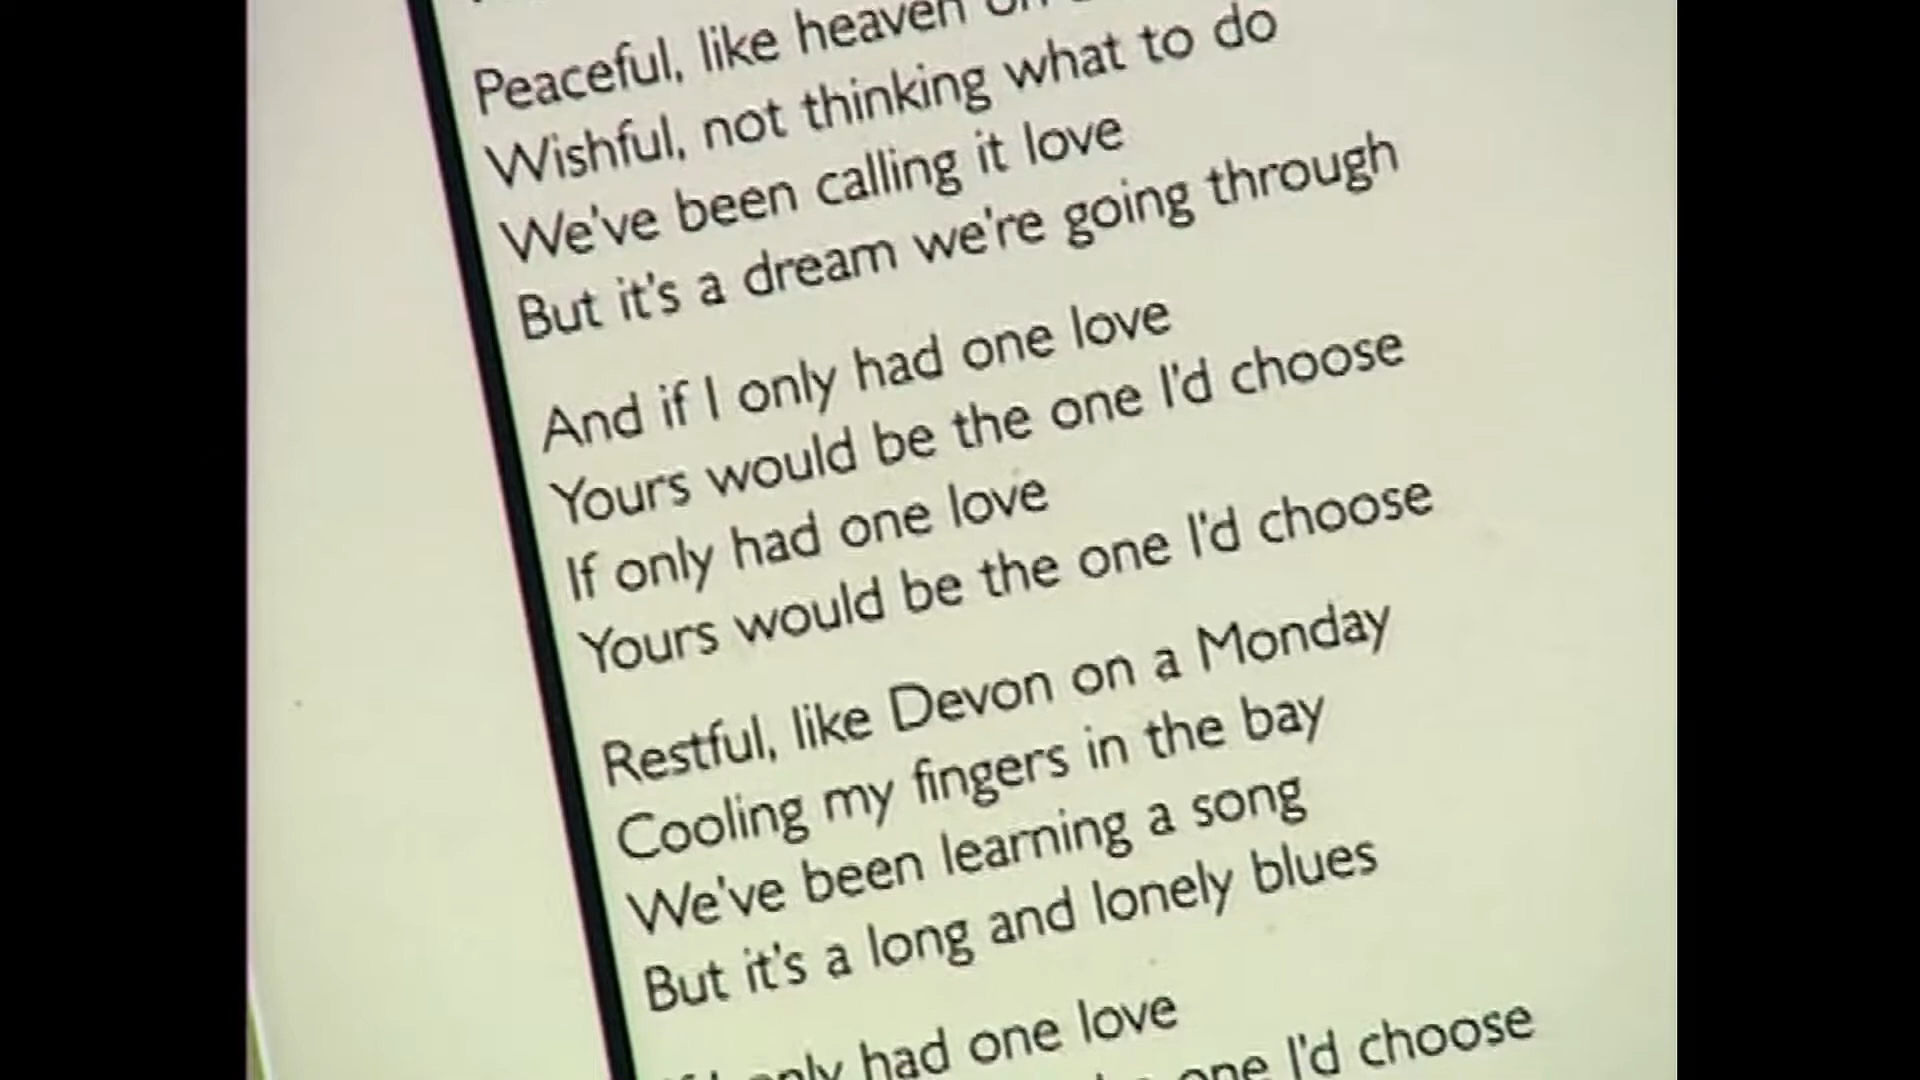 Peaceful, like heaven on
Wishful, not thinking what to do
We've been calling it love
But it's a dream we're going through
And if I only had one love
Yours would be the one I'd choose
If only had one love
Yours would be the one I'd choose
Restful, like Devon on a Monday
Cooling my fingers in the bay
We've been learning a song
But it's a long and lonely blues
only had one love
one I'd choose